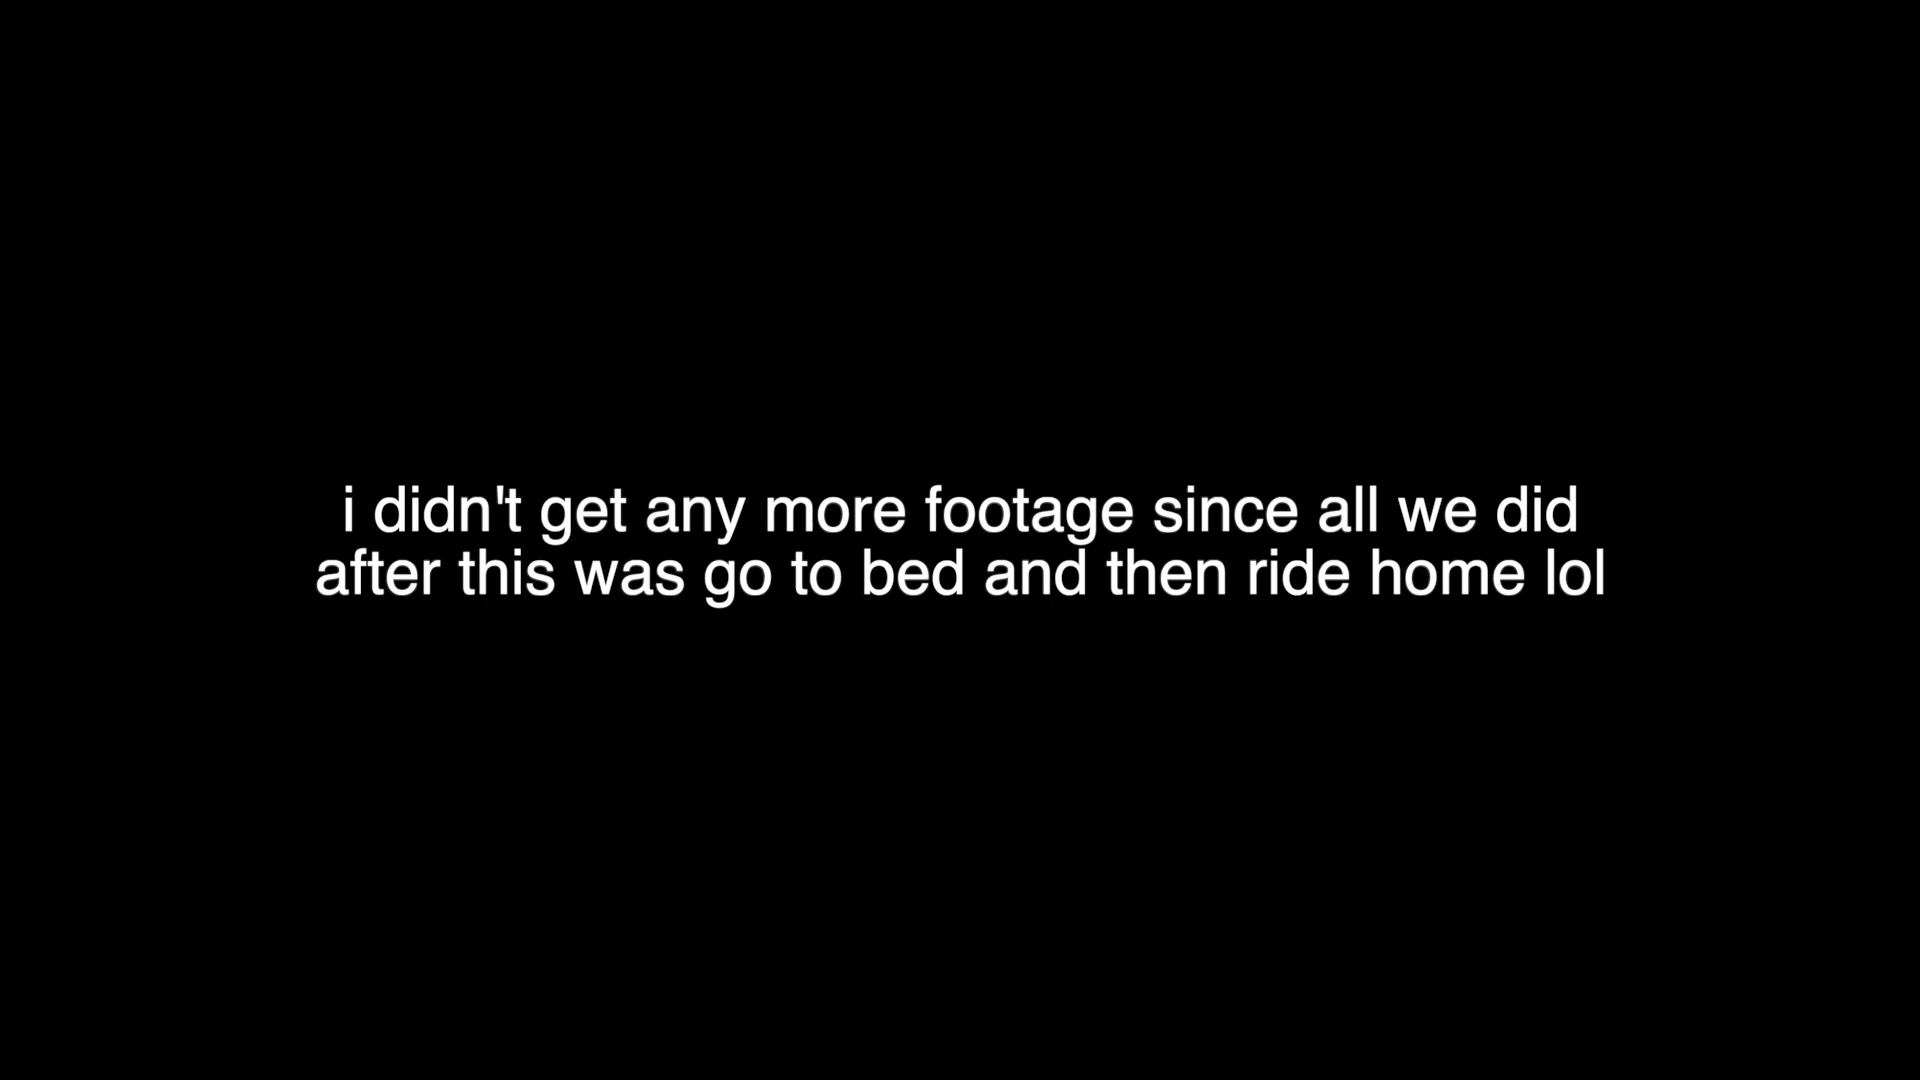 i didn't get any more footage since all we did
after this was go to bed and then ride home lol